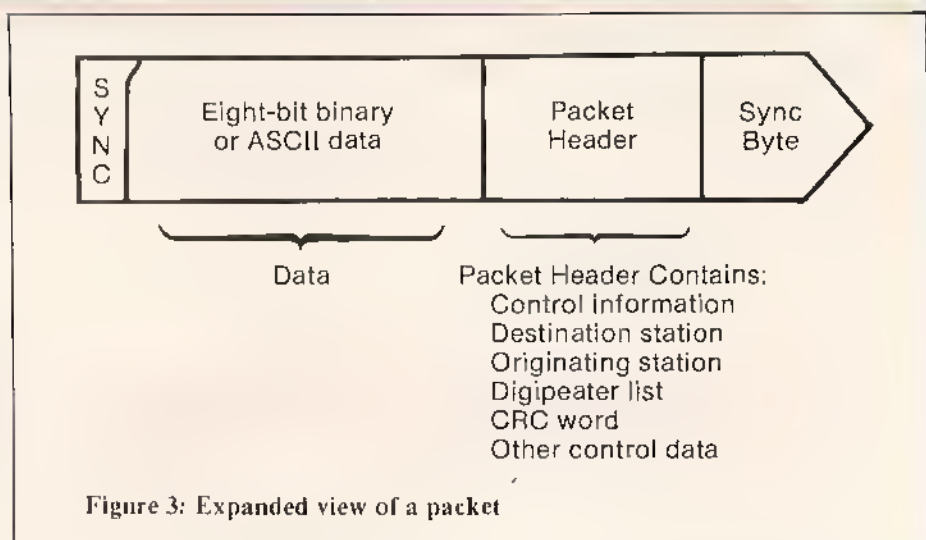 SYNC
Eight-bit binary
or ASCII data
Packet
Header
Sync
Byte
Data
Packet Header Contains:
Control information
Destination station
Originating station
Digipeater list
CRC word
Other control data
Figure 3: Expanded view of a packet